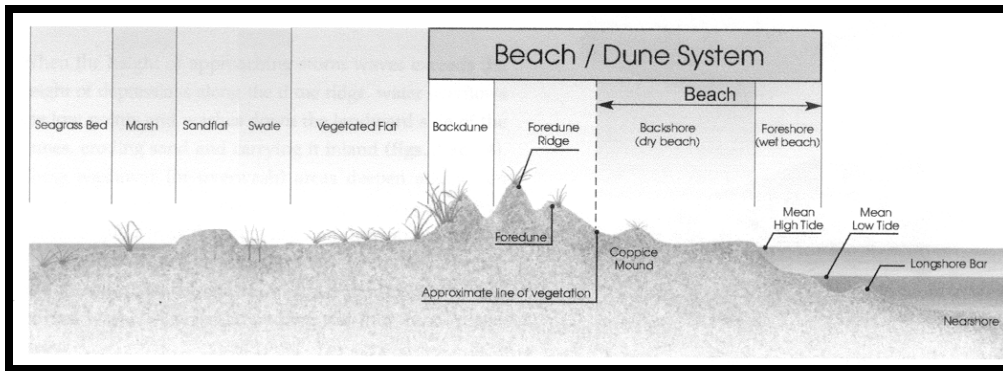 Beach / Dune System
Beach
Seagrass Bed
Marsh
Sandflat
Swale
Vegetated Flat
Backdune
Foredune
Ridge
Backshore
(dry beach)
Foreshore
(wet beach)
Mean
High Tide
Mean
Low Tide
Foredune
Coppice
Mound
Longshore Bar
Approximate line of vegetation
Nearshore